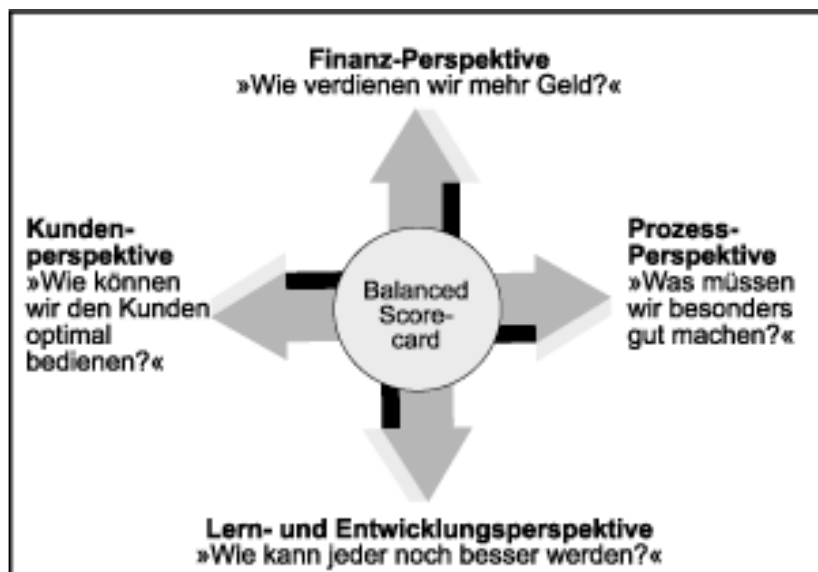 Finanz-Perspektive
»Wie verdienen wir mehr Geld?«
Kunden-
perspektive
»Wie können
wir den Kunden
optimal
bedienen?«
Balanced
Score-
card
Prozess-
Perspektive
»Was müssen
wir besonders
gut machen?«
Lern- und Entwicklungsperspektive
»Wie kann jeder noch besser werden?«